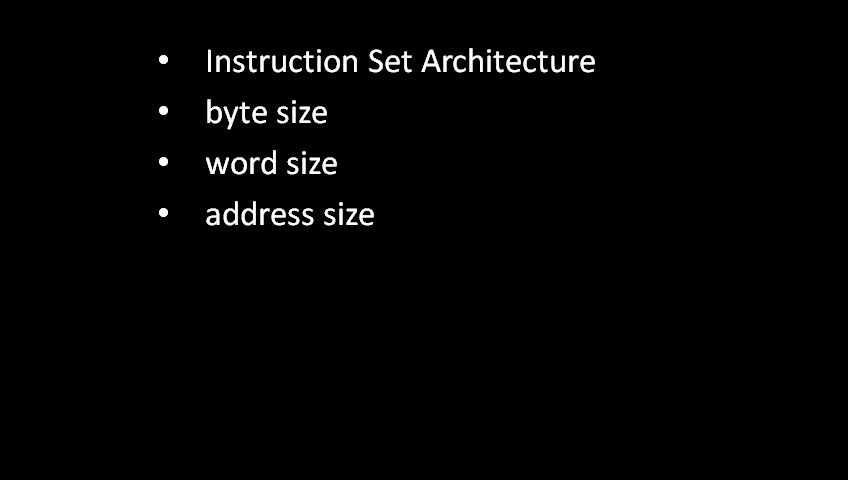 • Instruction Set Architecture
• byte size
• word size
• address size